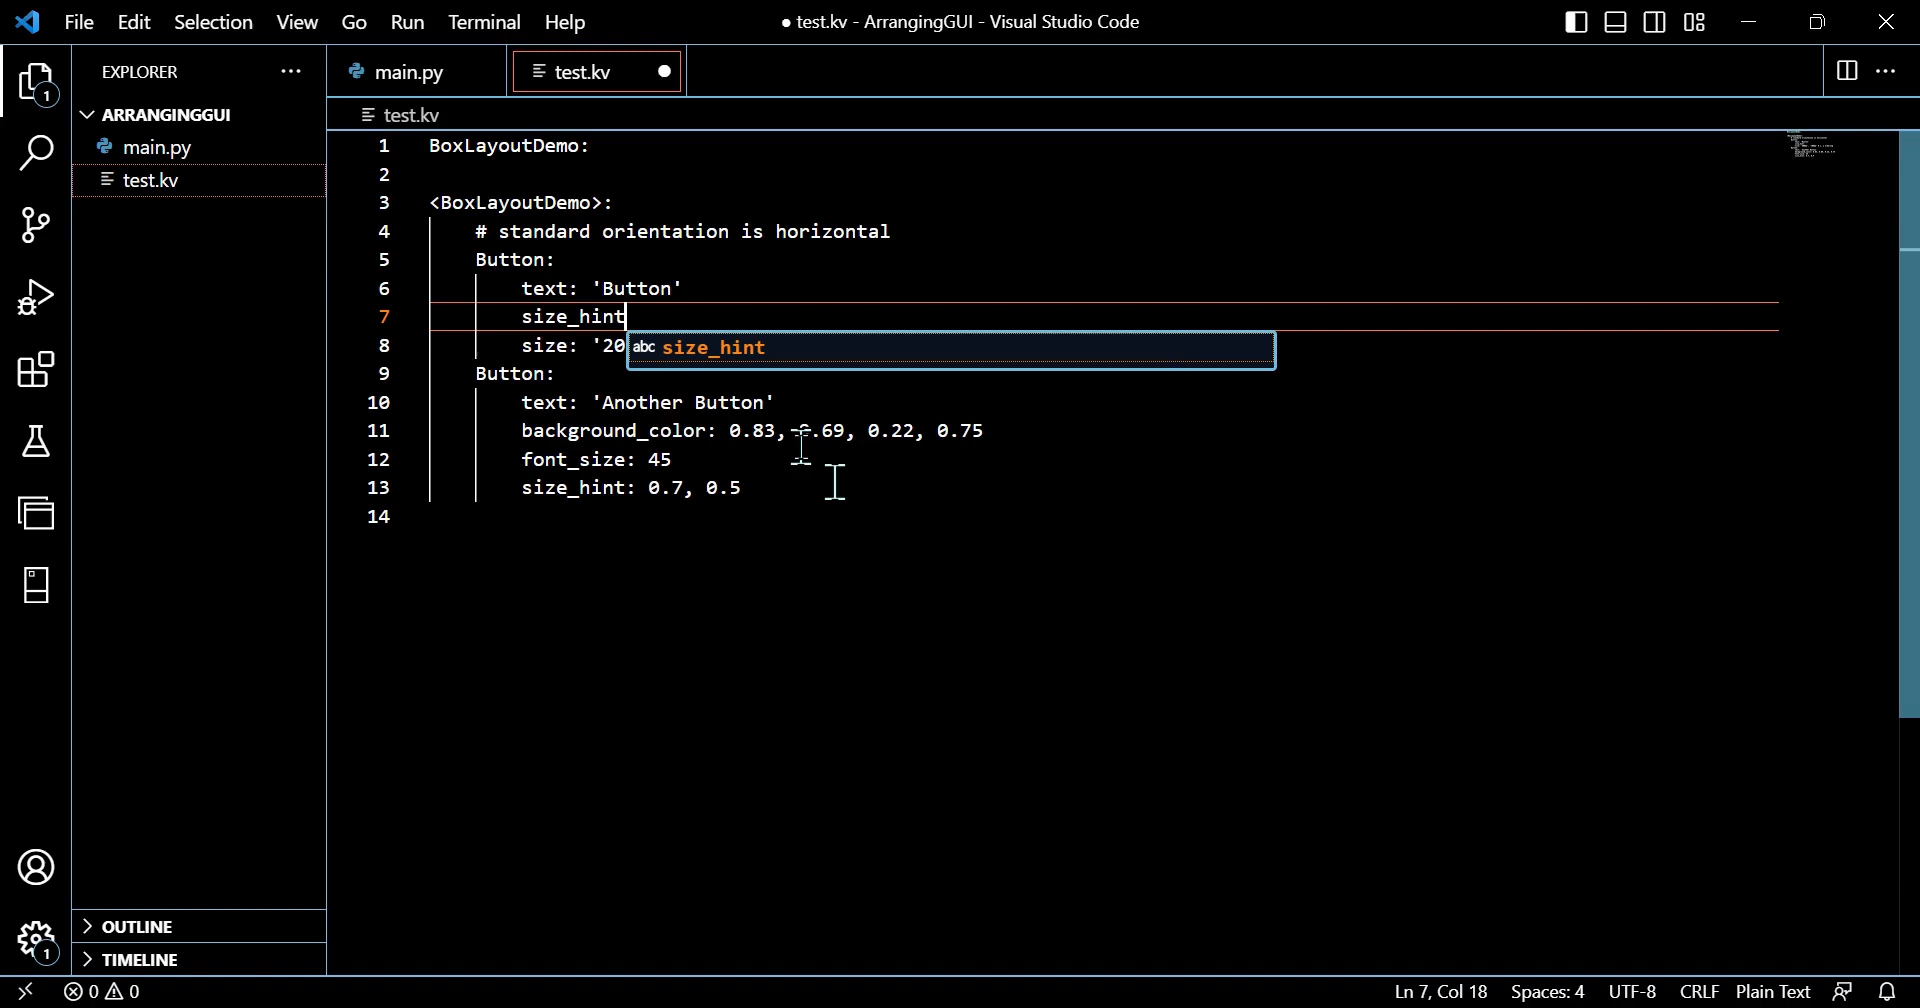 File Edit Selection View Go Run Terminal Help ● test.kv - ArrangingGUI - Visual Studio Code
EXPLORER ··· main.py test.kv
1
ARRANGINGGUI test.kv
main.py
test.kv
1 BoxLayoutDemo:
2
3 <BoxLayoutDemo>:
4 # standard orientation is horizontal
5 Button:
6 text: 'Button'
7 size_hint
8 size: '20
abc size_hint
9 Button:
10 text: 'Another Button'
11 background_color: 0.83, 0.69, 0.22, 0.75
12 font_size: 45
13 size_hint: 0.7, 0.5
14
OUTLINE
1
TIMELINE
0 0 Ln 7, Col 18 Spaces: 4 UTF-8 CRLF Plain Text